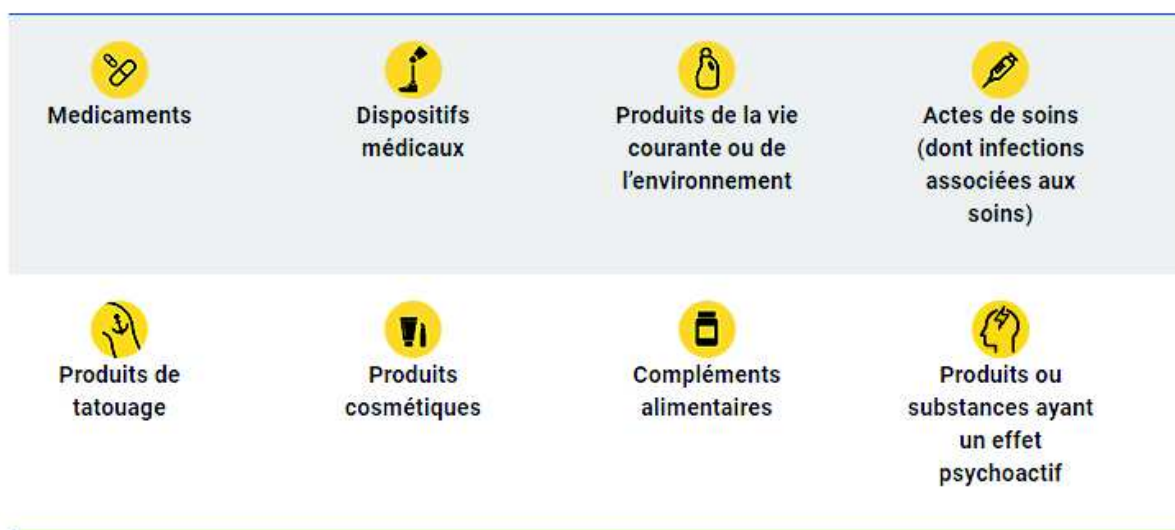 Medicaments
Dispositifs
médicaux
Produits de la vie
courante ou de
l'environnement
Actes de soins
(dont infections
associées aux
soins)
Produits de
tatouage
Produits
cosmétiques
Compléments
alimentaires
Produits ou
substances ayant
un effet
psychoactif